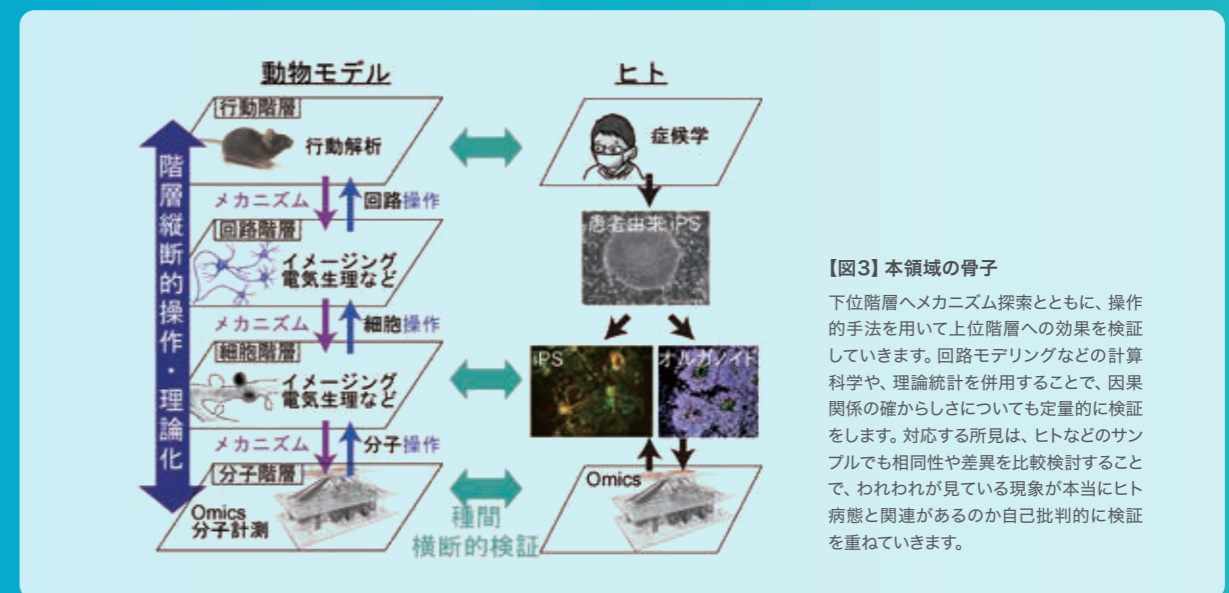 動物モデル
ヒト
階層縦断的操作・理論化
行動階層
行動解析
メカニズム
回路操作
回路階層
イメージング
電気生理など
メカニズム
細胞操作
細胞階層
イメージング
電気生理など
メカニズム
分子操作
分子階層
Omics
分子計測
症候学
患者由来iPS
iPS
オルガノイド
Omics
種間
横断的検証
【図3】本領域の骨子
下位階層へメカニズム探索とともに、操作
的手法を用いて上位階層への効果を検証
していきます。回路モデリングなどの計算
科学や、理論統計を併用することで、因果
関係の確からしさについても定量的に検証
をします。対応する所見は、ヒトなどのサン
プルでも相同性や差異を比較検討すること
で、われわれが見ている現象が本当にヒト
病態と関連があるのか自己批判的に検証
を重ねていきます。